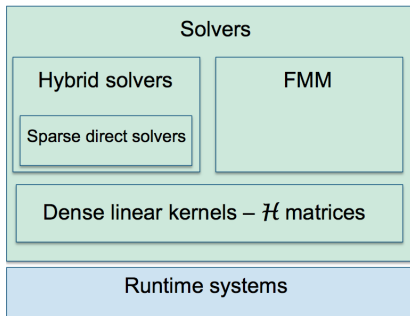 Solvers
Hybrid solvers
FMM
Sparse direct solvers
Dense linear kernels – ℋ matrices
Runtime systems